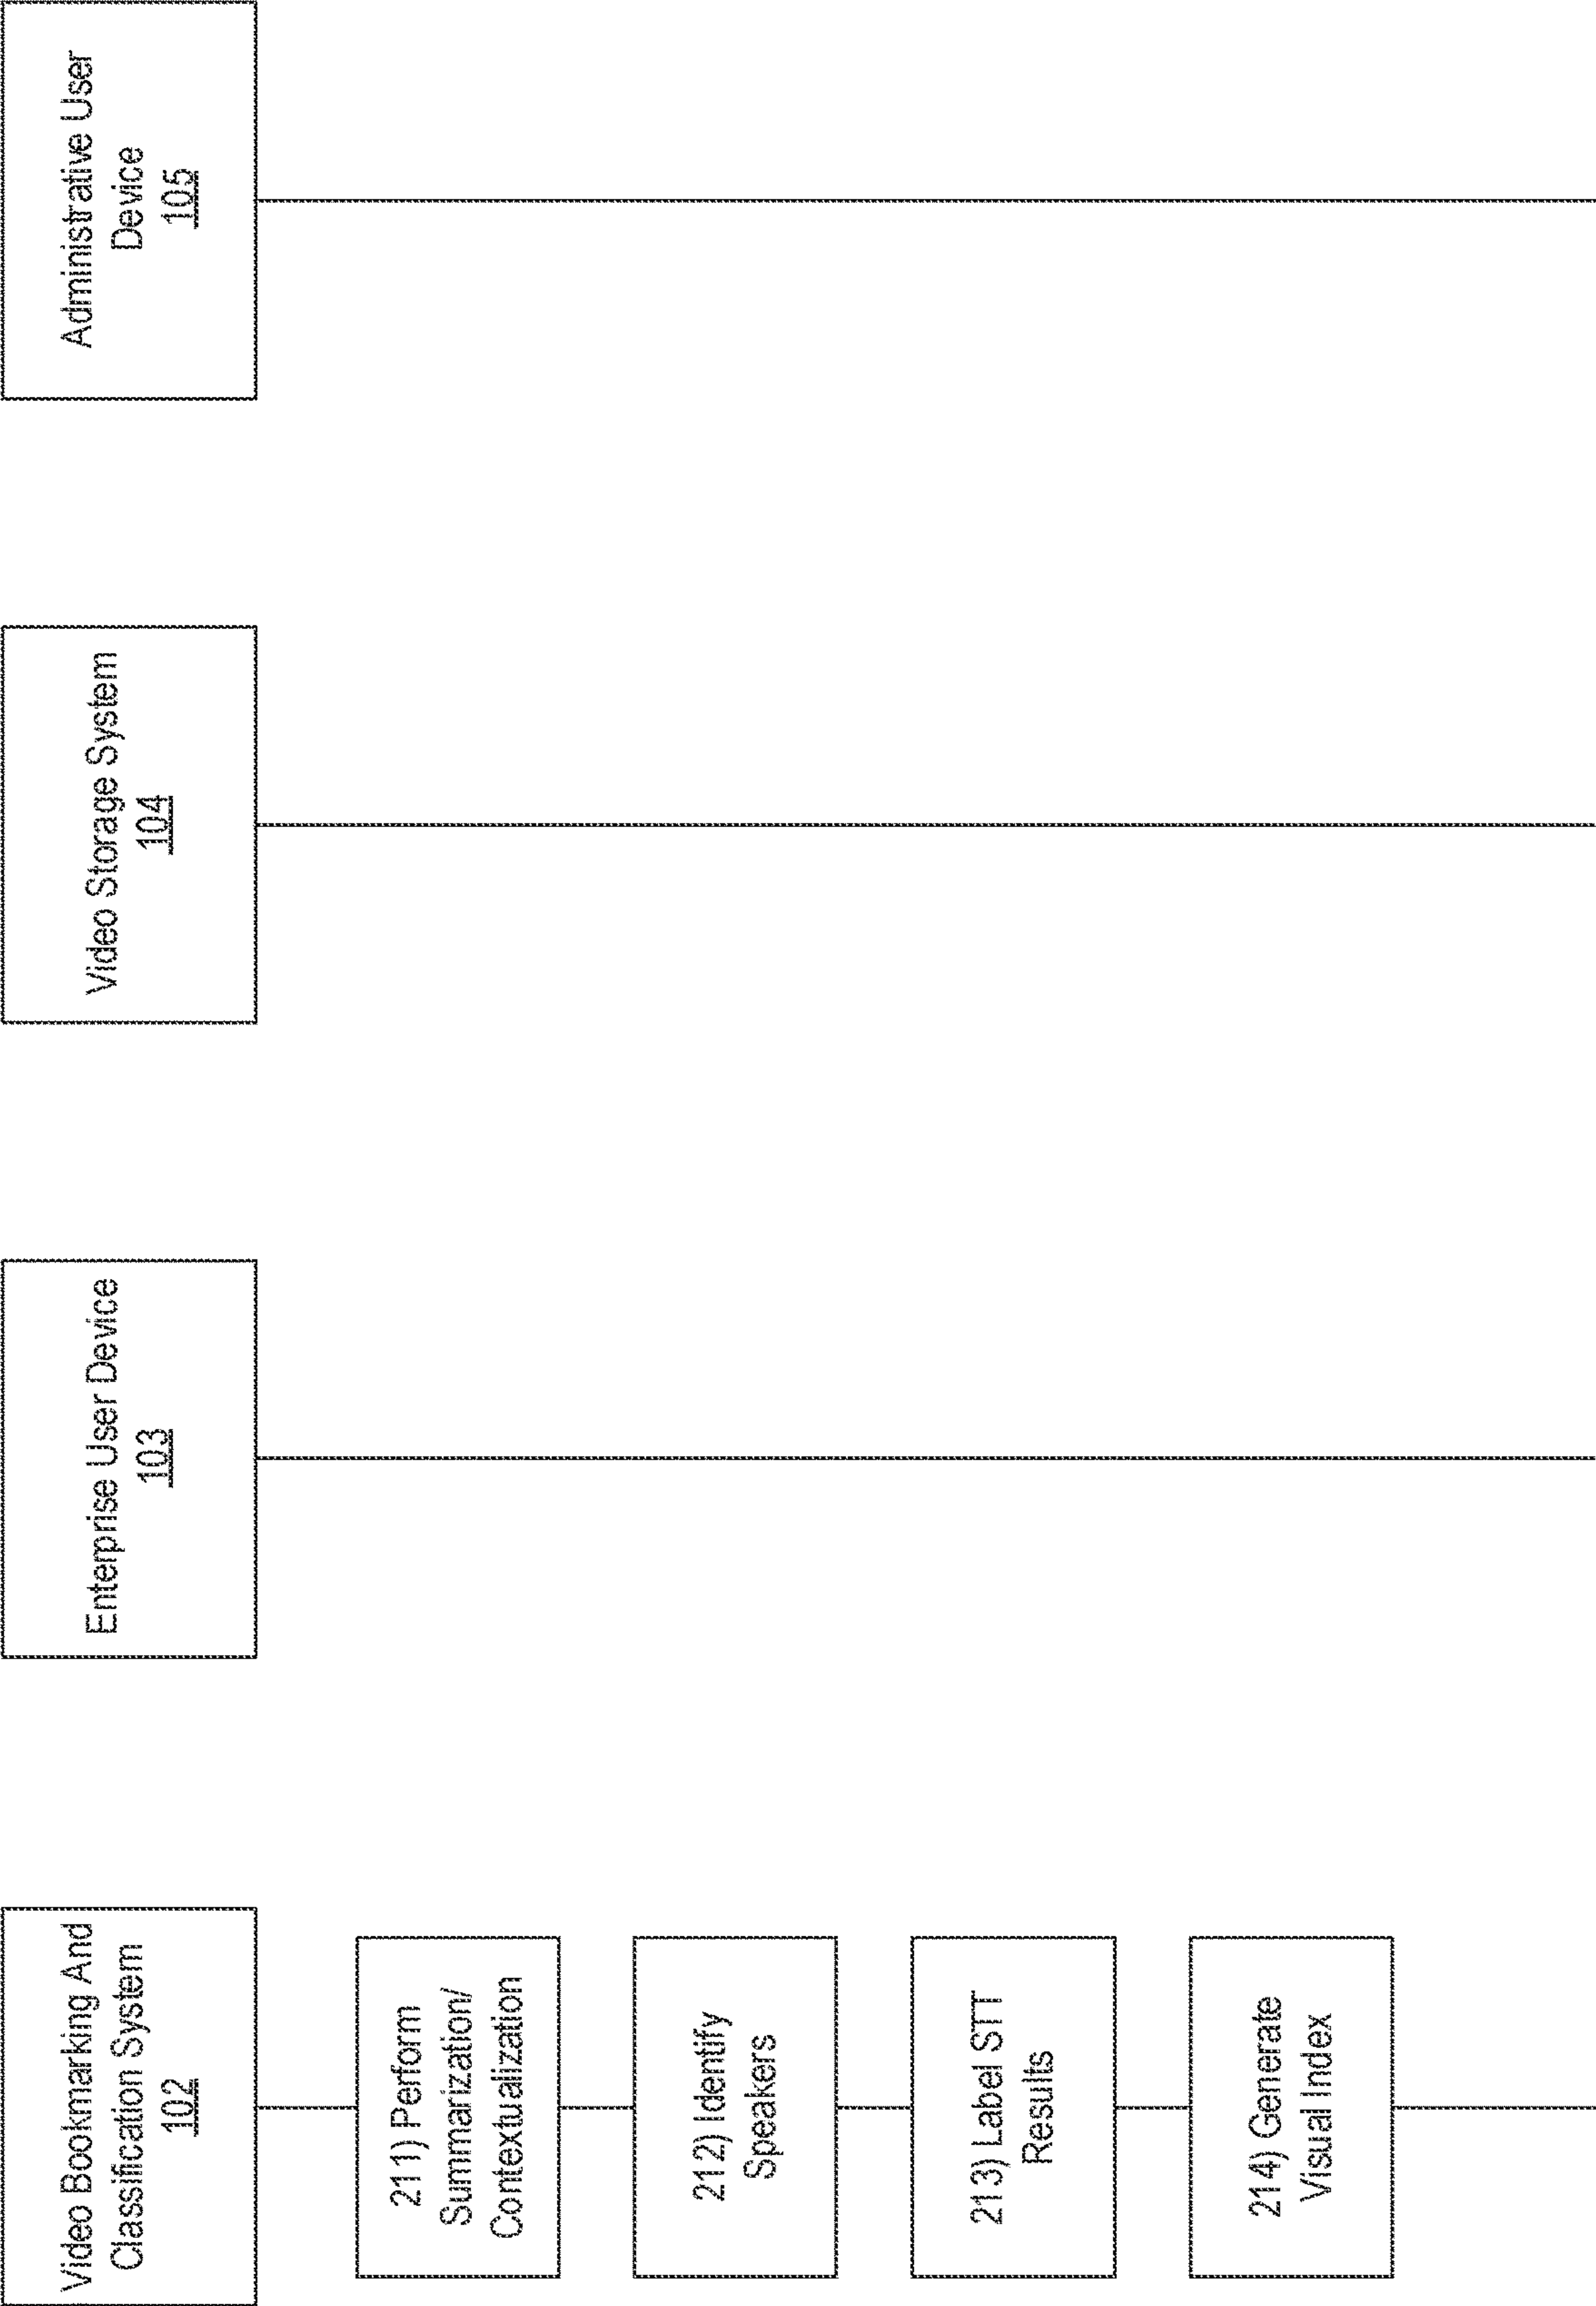 Video Bookmarking And
Classification System
102
Enterprise User Device
103
Video Storage System
104
Administrative User
Device
105
211) Perform
Summarization/
Contextualization
212) Identify
Speakers
213) Label STT
Results
214) Generate
Visual Index